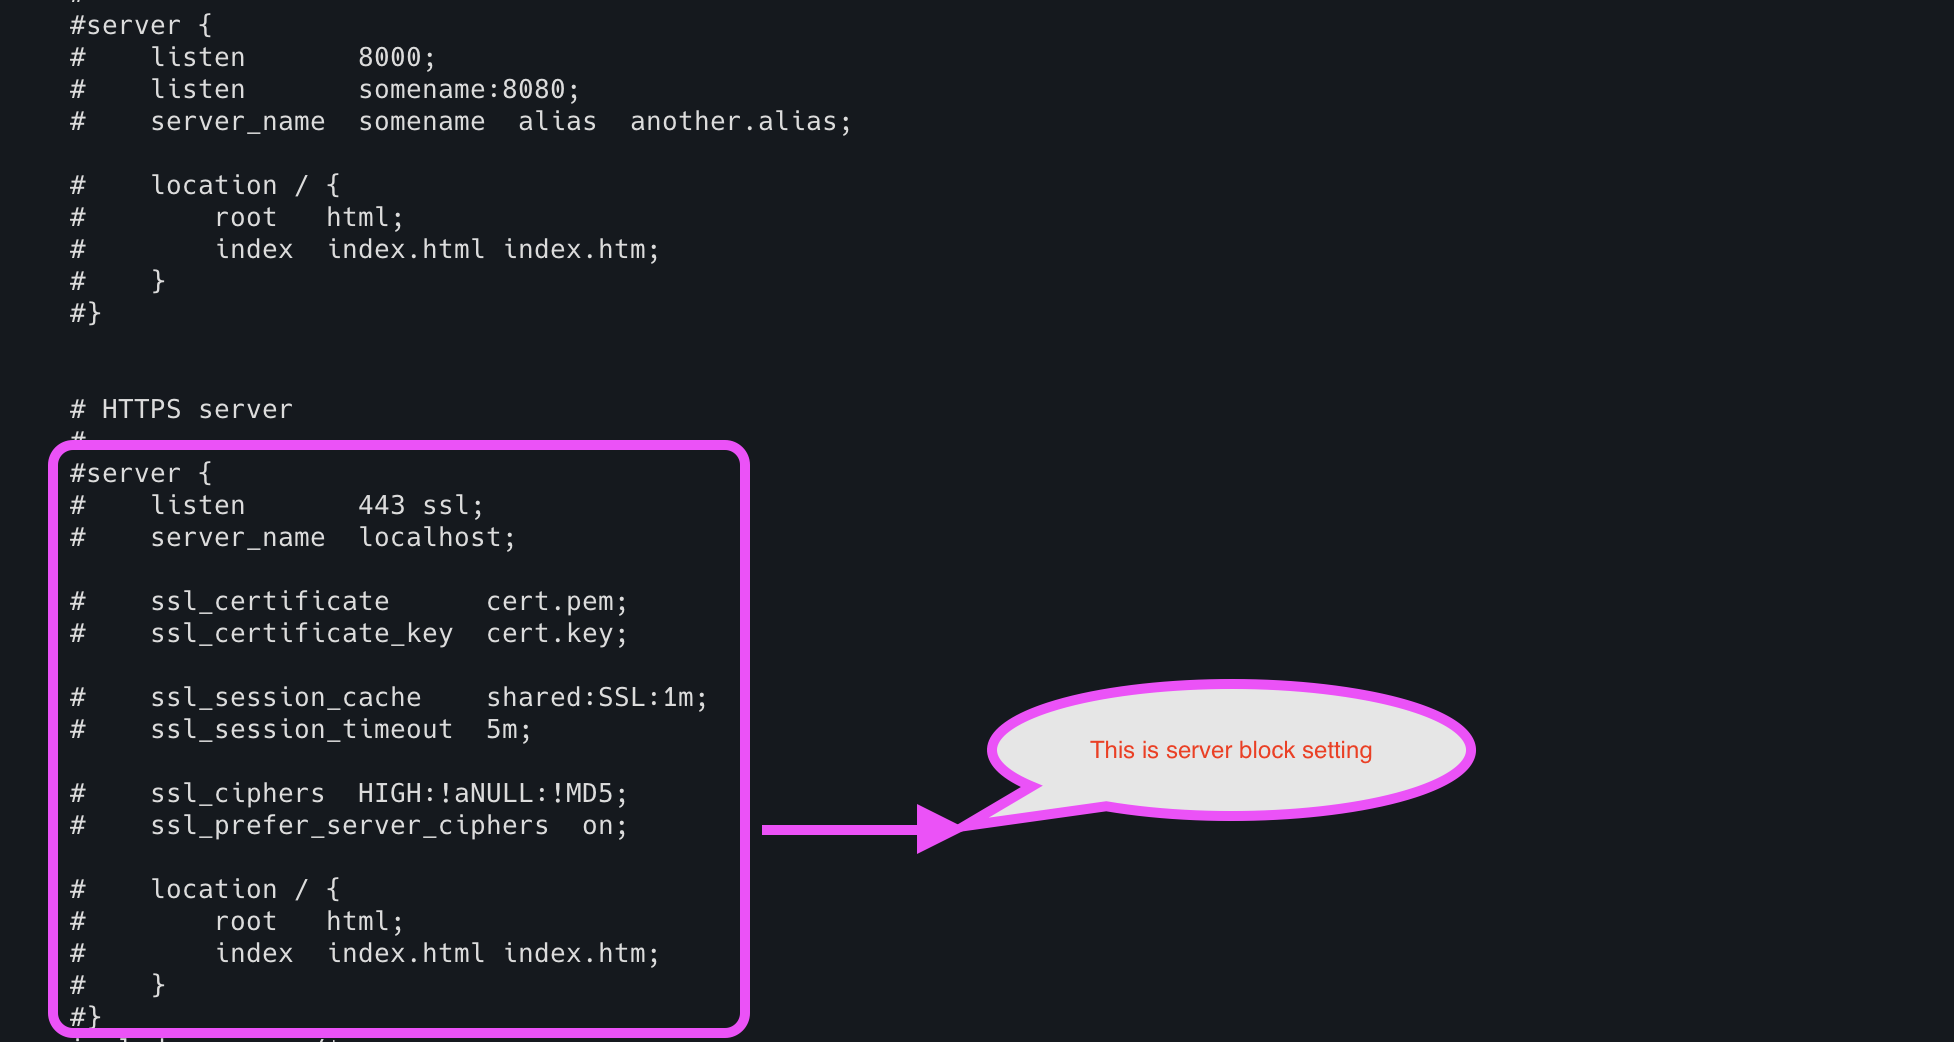 #server {
#    listen       8000;
#    listen       somename:8080;
#    server_name  somename  alias  another.alias;
#    location / {
#        root   html;
#        index  index.html index.htm;
#    }
#}
# HTTPS server
#
#server {
#    listen       443 ssl;
#    server_name  localhost;
#    ssl_certificate      cert.pem;
#    ssl_certificate_key  cert.key;
#    ssl_session_cache    shared:SSL:1m;
#    ssl_session_timeout  5m;
#    ssl_ciphers  HIGH:!aNULL:!MD5;
#    ssl_prefer_server_ciphers  on;
#    location / {
#        root   html;
#        index  index.html index.htm;
#    }
#}
This is server block setting